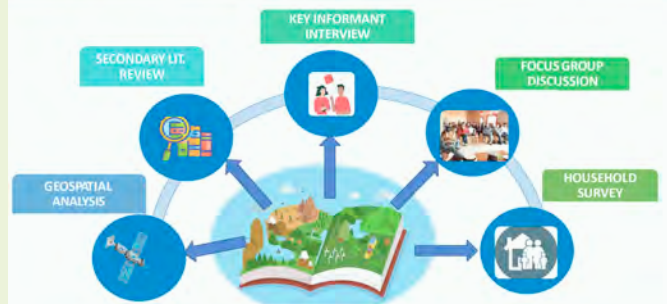 KEY INFORMANT
INTERVIEW
SECONDARY LIT.
REVIEW
FOCUS GROUP
DISCUSSION
GEOSPATIAL
ANALYSIS
HOUSEHOLD
SURVEY